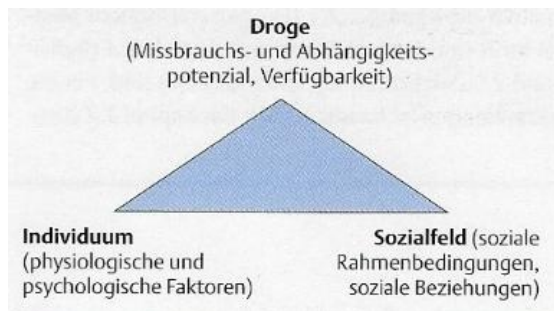 Droge
(Missbrauchs- und Abhängigkeits-
potenzial, Verfügbarkeit)
Individuum
(physiologische und
psychologische Faktoren)
Sozialfeld (soziale
Rahmenbedingungen,
soziale Beziehungen)